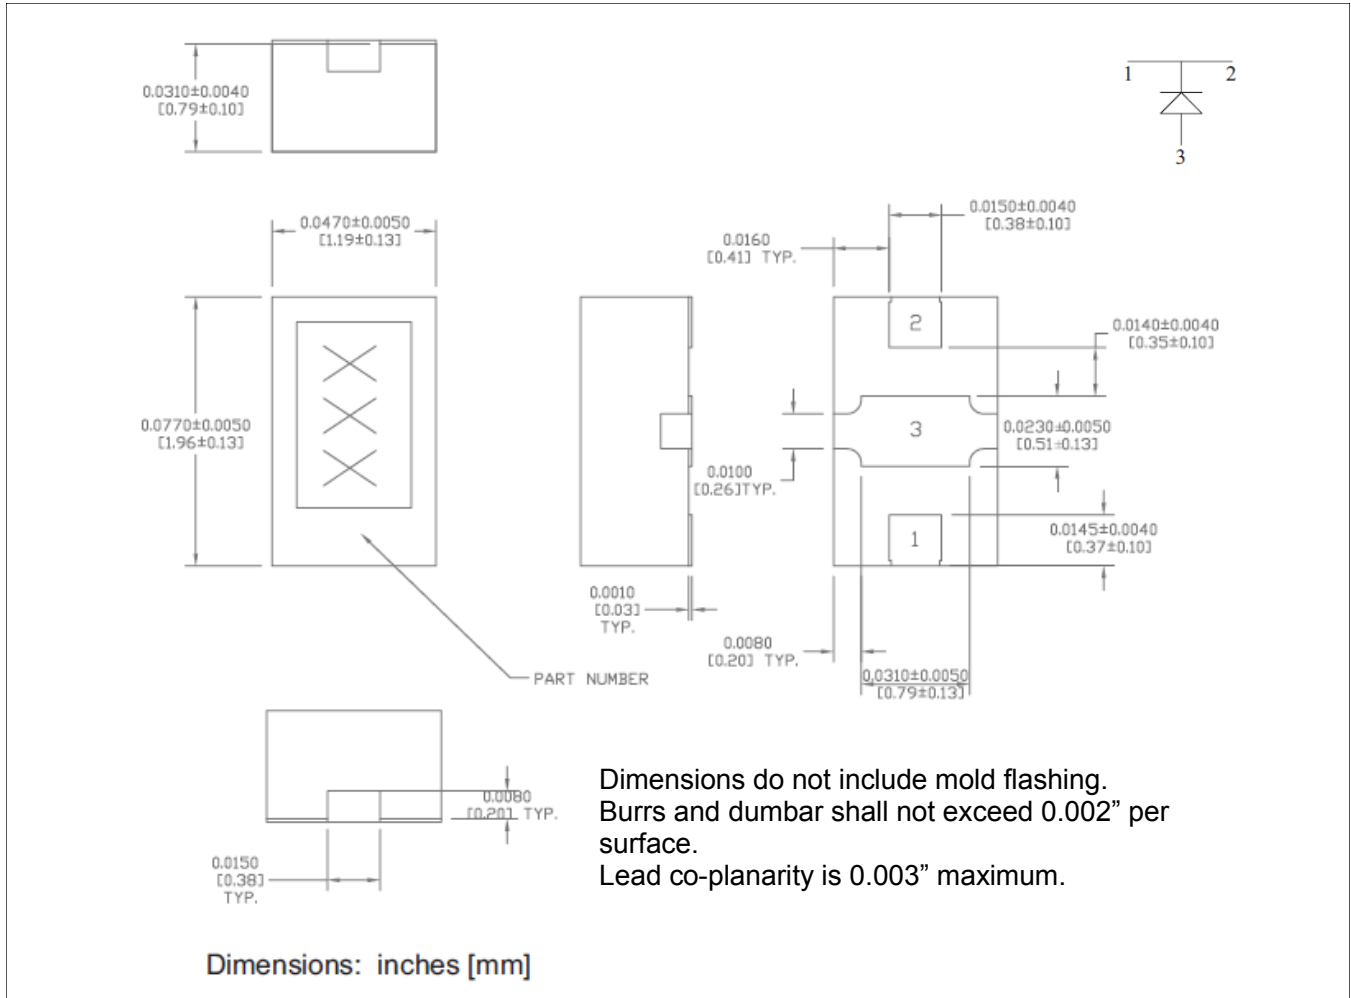 0.0310±0.0040
[0.79±0.10]
1
2
3
0.0470±0.0050
[1.19±0.13]
0.0150±0.0040
[0.38±0.10]
0.0160
[0.41] TYP.
2
0.0140±0.0040
[0.35±0.10]
0.0770±0.0050
[1.96±0.13]
3
0.0230±0.0050
[0.51±0.13]
0.0100
[0.26]TYP.
1
0.0145±0.0040
[0.37±0.10]
0.0010
[0.03]
TYP.
0.0080
[0.20] TYP.
0.0310±0.0050
[0.79±0.13]
PART NUMBER
0.0080
[0.20] TYP.
0.0150
[0.38]
TYP.
Dimensions do not include mold flashing.
Burrs and dumbar shall not exceed 0.002” per
surface.
Lead co-planarity is 0.003” maximum.
Dimensions: inches [mm]